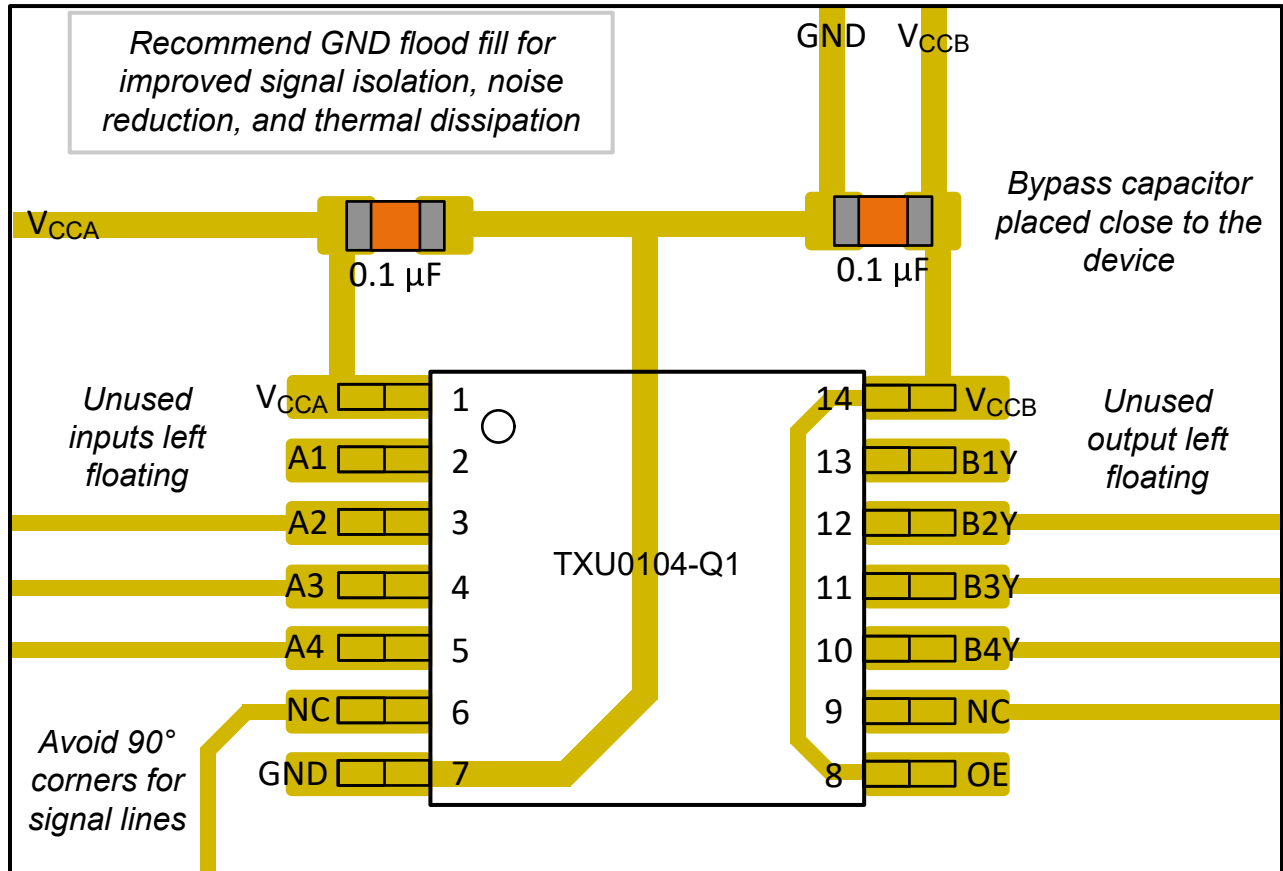 Recommend GND flood fill for
improved signal isolation, noise
reduction, and thermal dissipation
GND
VCCB
VCCA
0.1 µF
0.1 µF
Bypass capacitor
placed close to the
device
Unused
inputs left
floating
VCCA
1
14
VCCB
A1
2
13
B1Y
A2
3
12
B2Y
TXU0104-Q1
A3
4
11
B3Y
A4
5
10
B4Y
NC
6
9
NC
GND
7
8
OE
Unused
output left
floating
Avoid 90°
corners for
signal lines